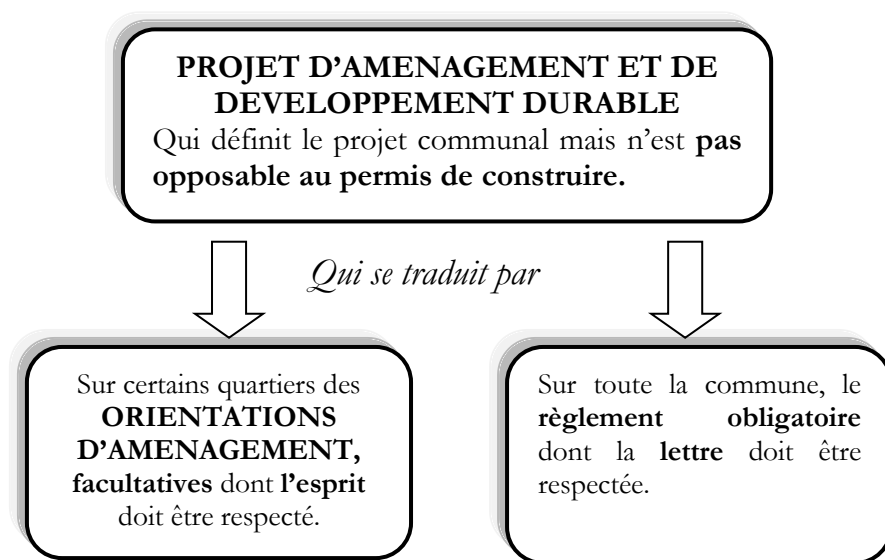 PROJET D’AMENAGEMENT ET DE
DEVELOPPEMENT DURABLE
Qui définit le projet communal mais n’est pas
opposable au permis de construire.
Qui se traduit par
Sur certains quartiers des
ORIENTATIONS
D’AMENAGEMENT,
facultatives dont l’esprit
doit être respecté.
Sur toute la commune, le
règlement obligatoire
dont la lettre doit être
respectée.